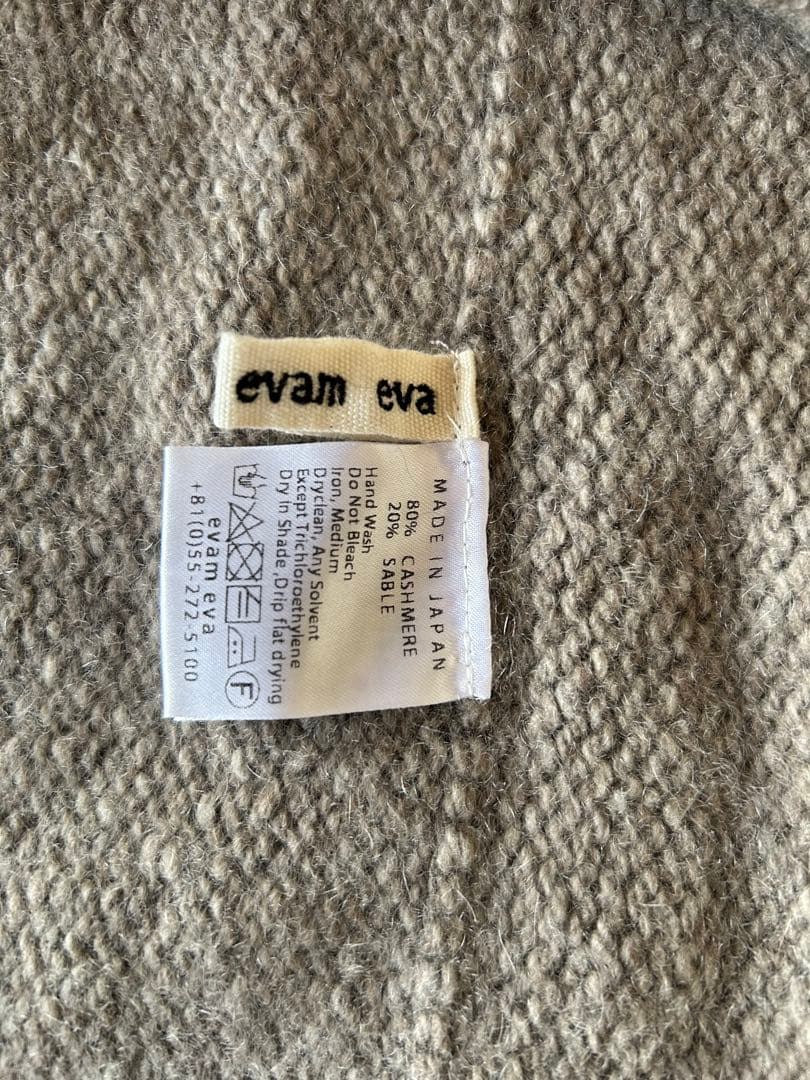 evam eva
MADE IN JAPAN
80% CASHMERE
20% SABLE
Hand Wash
Do Not Bleach
Iron, Medium
Dryclean, Any Solvent
Except Trichloroethylene
Dry in Shade ,Drip flat drying
F
evam eva
+81(0)55-272-5100